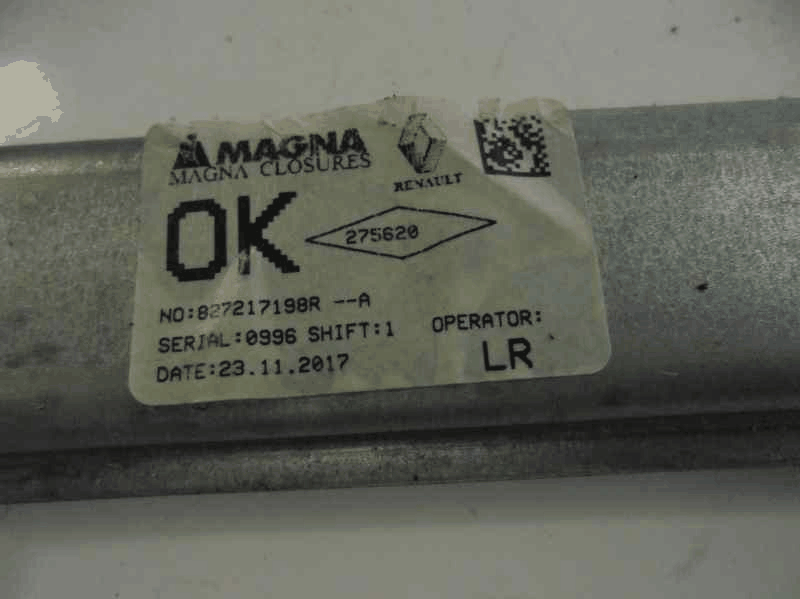 MAGNA
MAGNA CLOSURES
RENAULT
OK
275620
NO:827217198R --A
SERIAL:0996 SHIFT:1
OPERATOR:
DATE:23.11.2017
LR